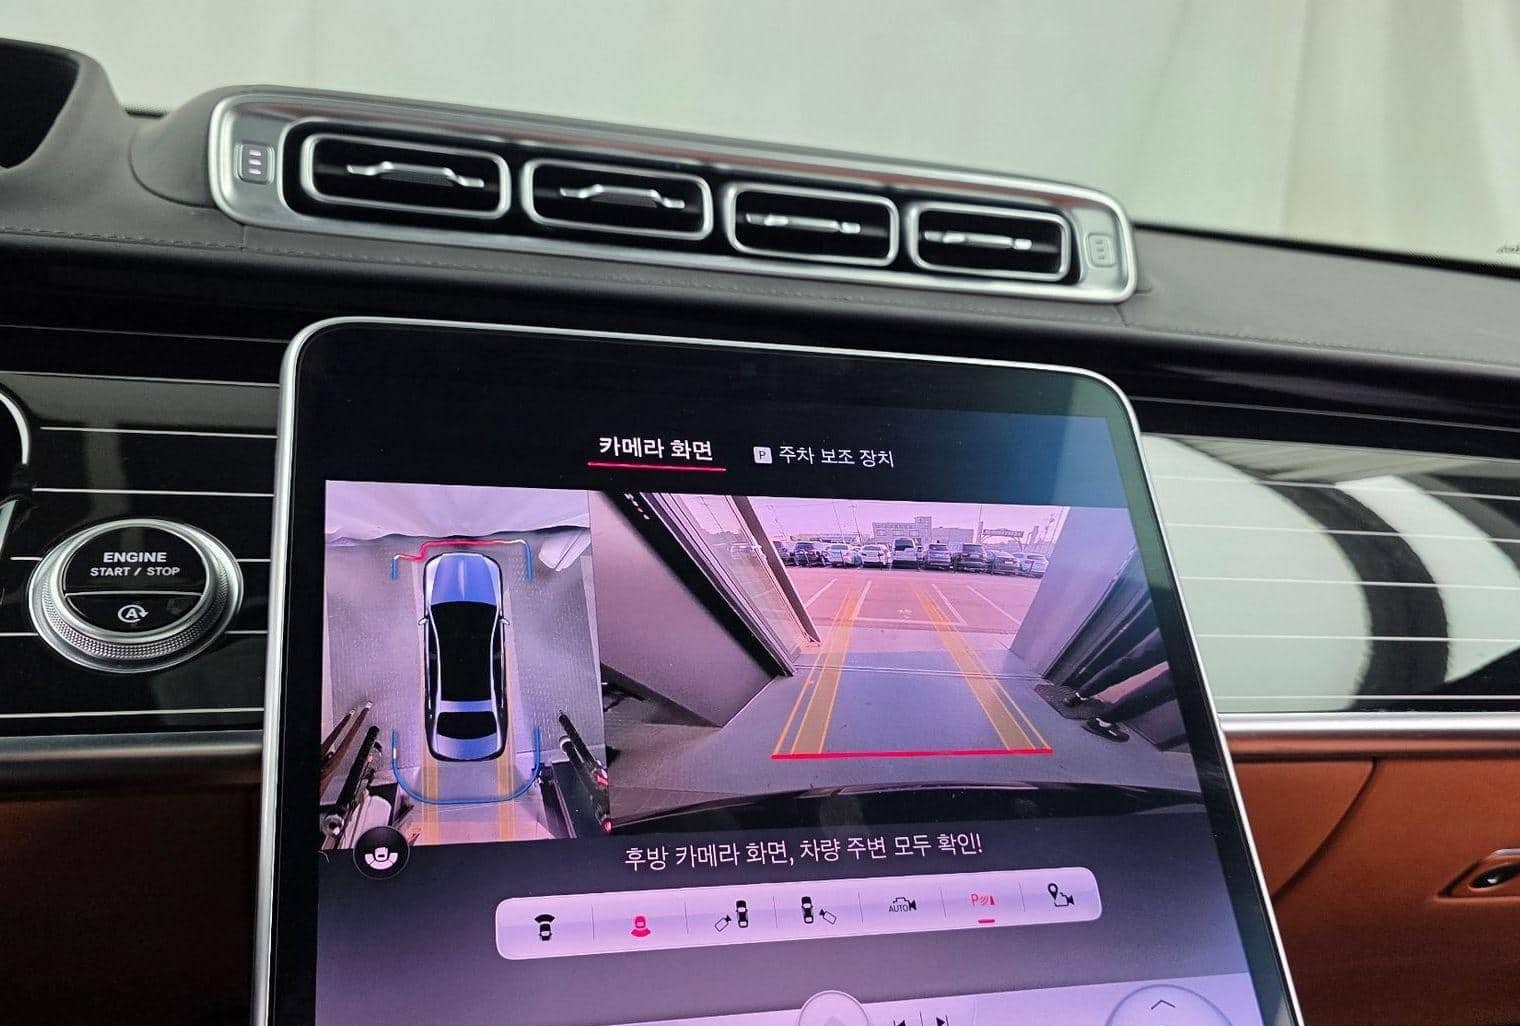 ENGINE
START / STOP
A
카메라 화면
P 주차 보조 장치
후방 카메라 화면, 차량 주변 모두 확인!
AUTO
P